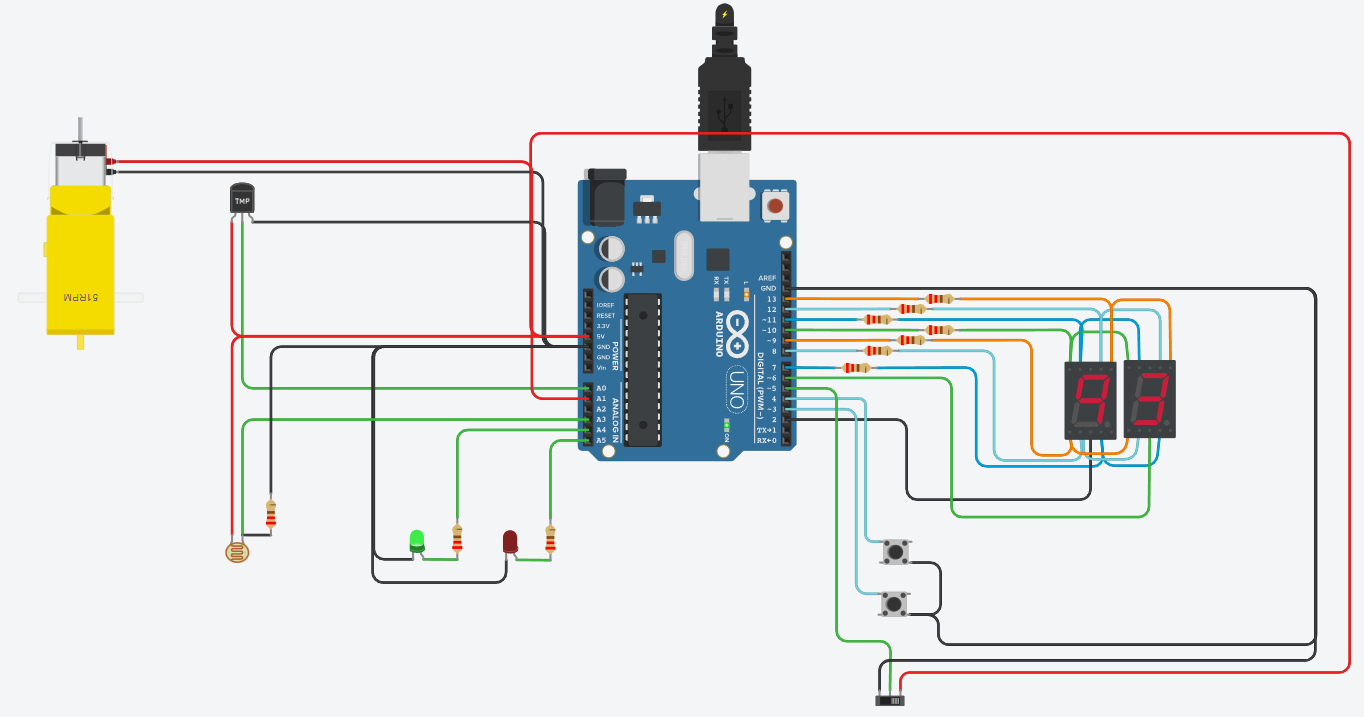 TMP
51RPM
IOREF
RESET
3.3V
5V
GND
GND
Vin
POWER
A0
A1
A2
A3
A4
A5
ANALOG IN
RX
TX
L
ARDUINO
UNO
ON
AREF
GND
13
12
~11
~10
~9
8
7
~6
~5
4
~3
2
TX→1
RX←0
DIGITAL (PWM~)
9
3